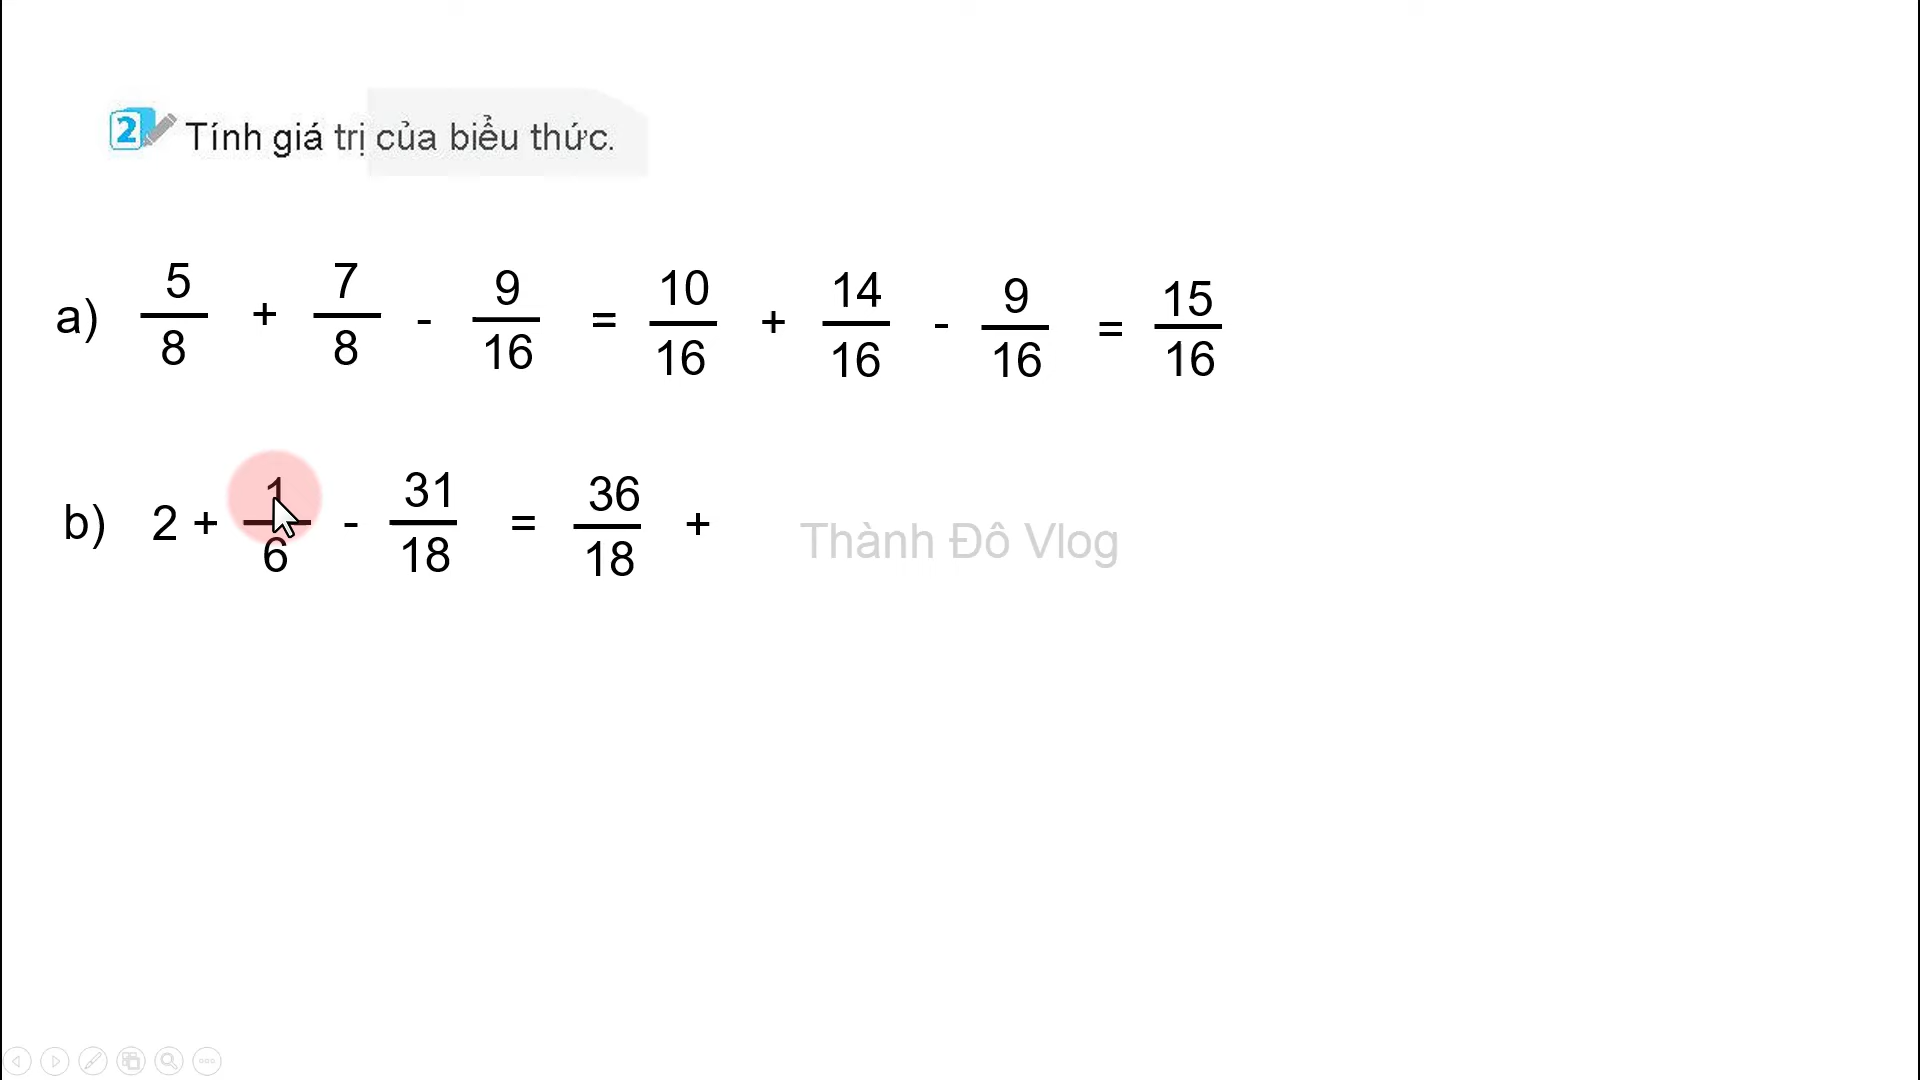 2 Tính giá trị của biểu thức.
a) 5/8 + 7/8 - 9/16 = 10/16 + 14/16 - 9/16 = 15/16
b) 2 + 1/6 - 31/18 = 36/18 +
Thành Đô Vlog